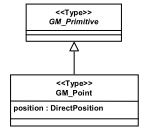 <<Type>>
GM_Primitive
<<Type>>
GM_Point
position : DirectPosition